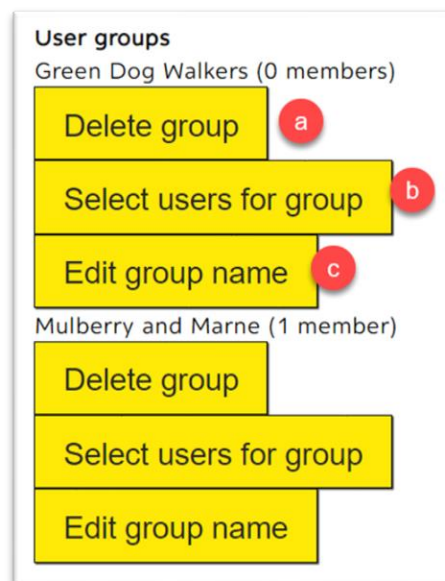 User groups
Green Dog Walkers (0 members)
Delete group a
Select users for group b
Edit group name c
Mulberry and Marne (1 member)
Delete group
Select users for group
Edit group name